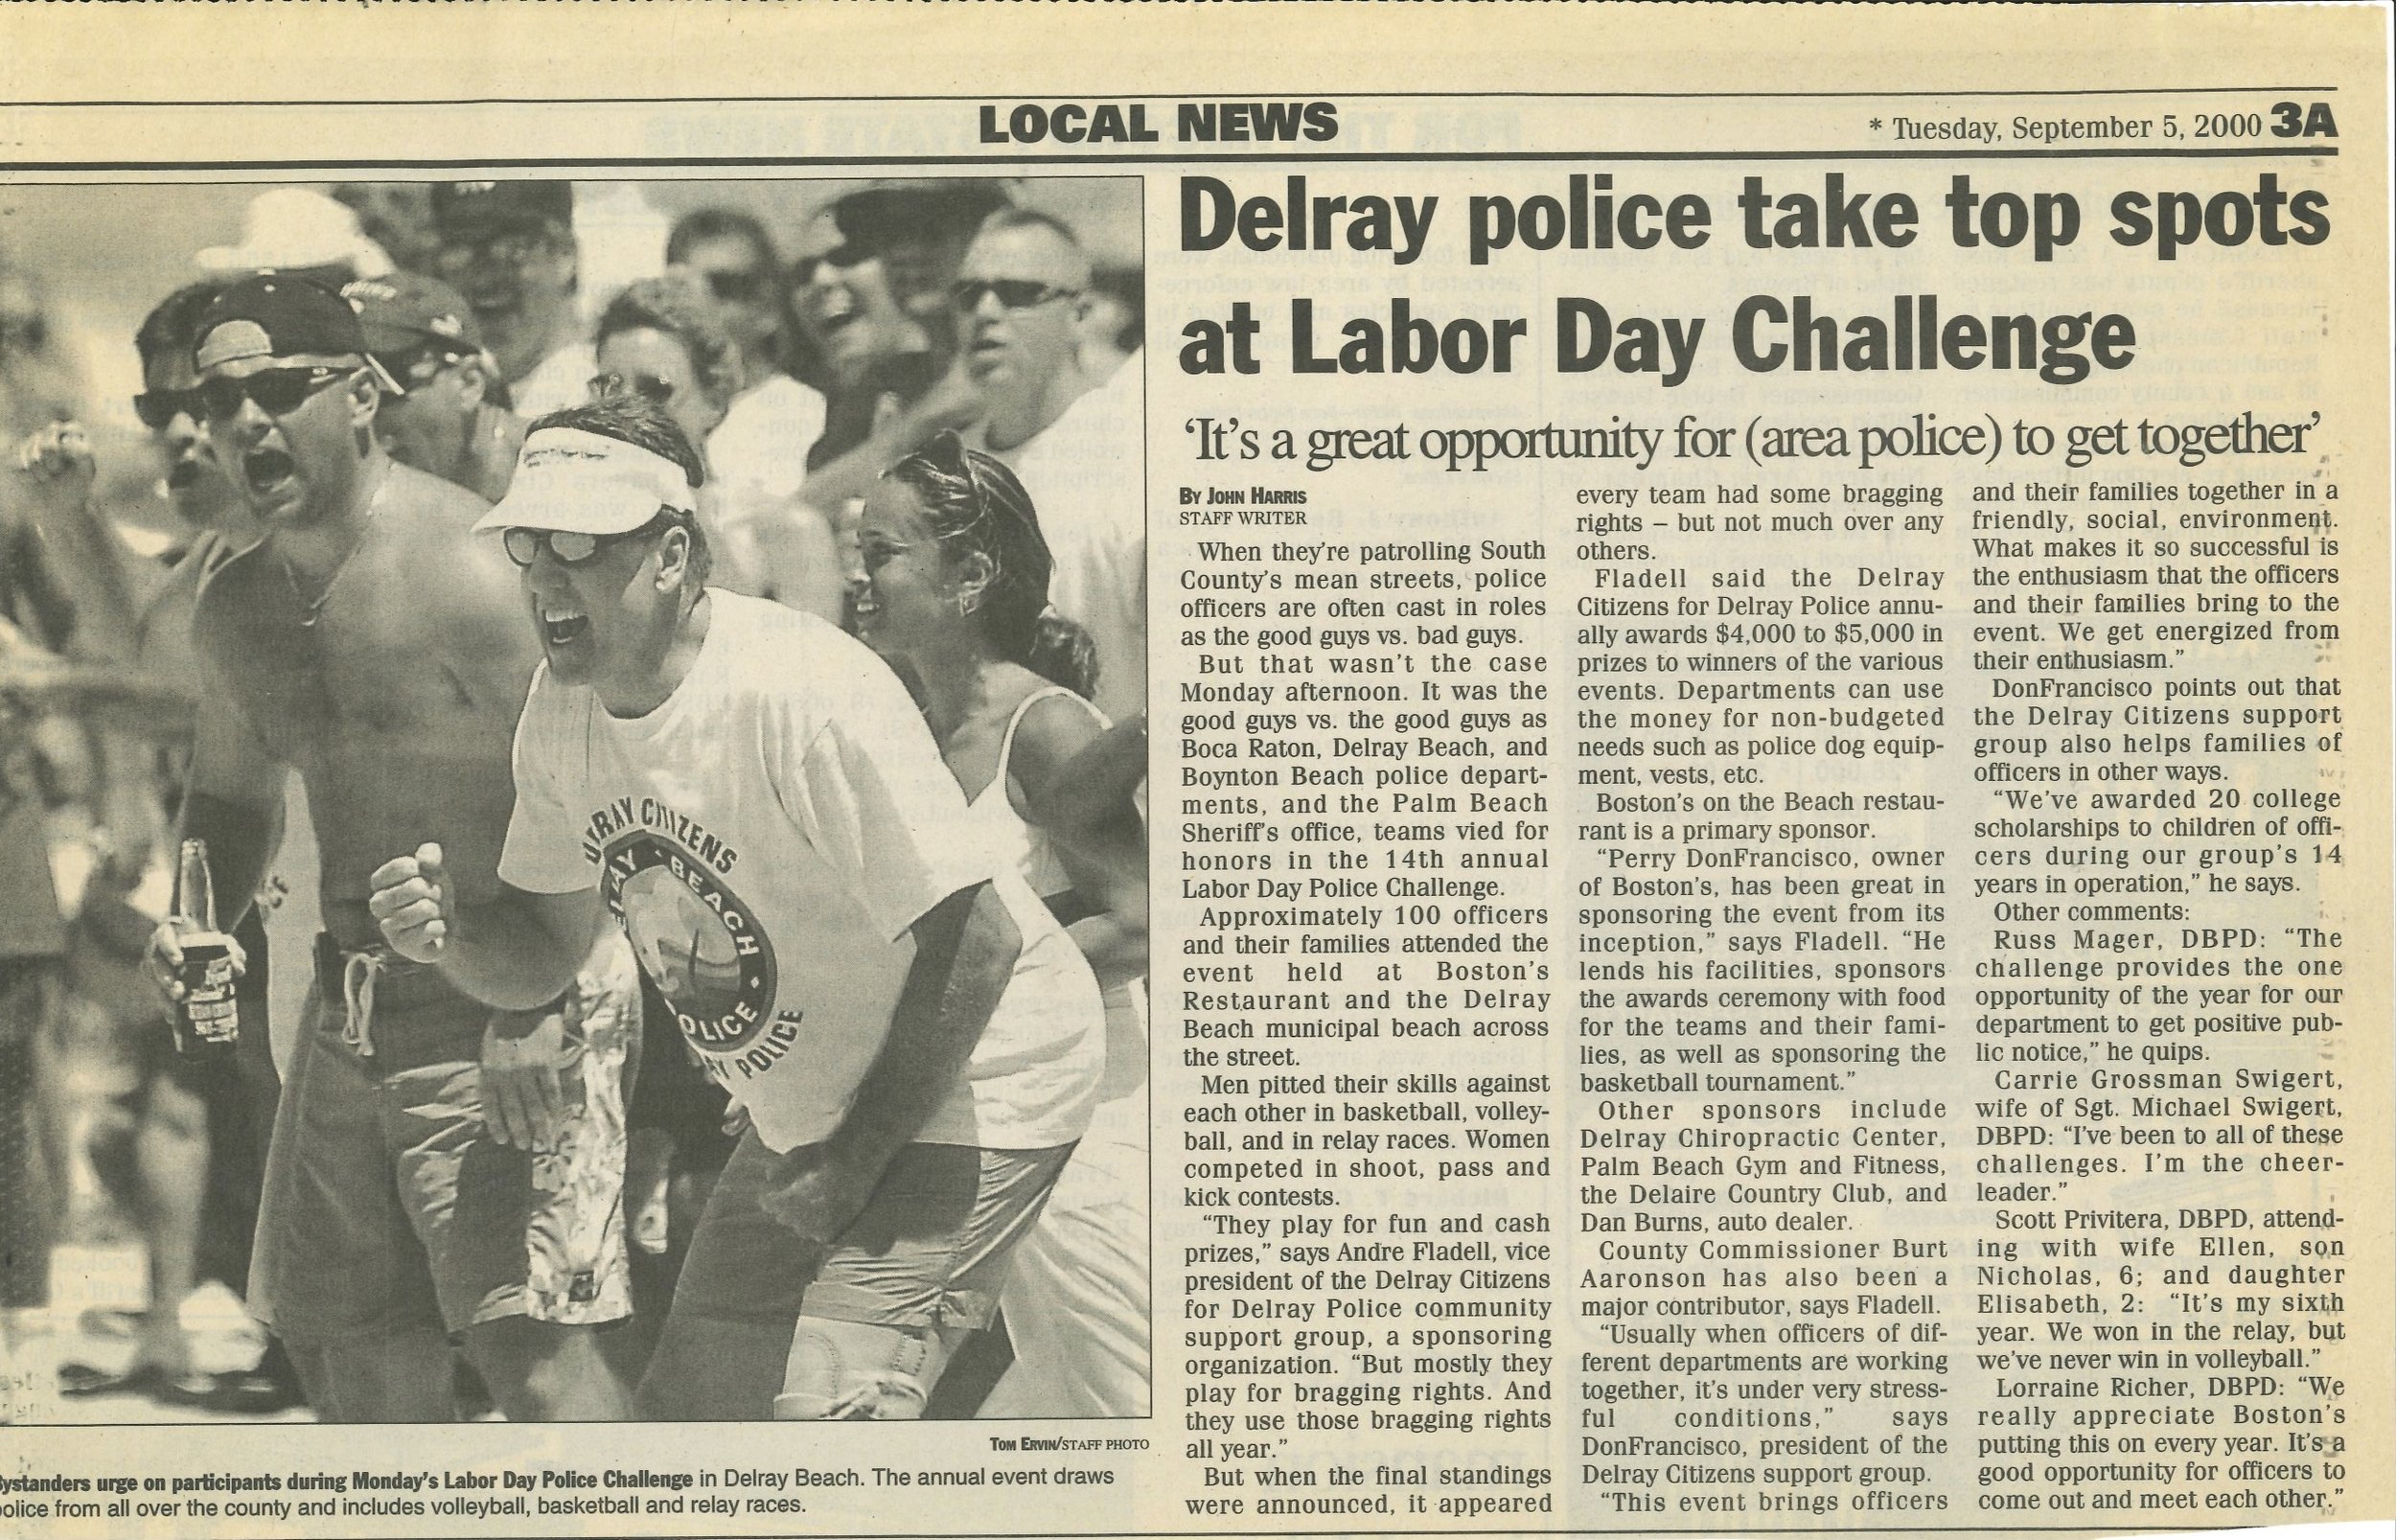 LOCAL NEWS
* Tuesday, September 5, 2000 3A
Delray police take top spots
at Labor Day Challenge
‘It’s a great opportunity for (area police) to get together’
BY JOHN HARRIS
STAFF WRITER
When they’re patrolling South
County’s mean streets, police
officers are often cast in roles
as the good guys vs. bad guys.
But that wasn’t the case
Monday afternoon. It was the
good guys vs. the good guys as
Boca Raton, Delray Beach, and
Boynton Beach police depart-
ments, and the Palm Beach
Sheriff’s office, teams vied for
honors in the 14th annual
Labor Day Police Challenge.
Approximately 100 officers
and their families attended the
event held at Boston’s
Restaurant and the Delray
Beach municipal beach across
the street.
Men pitted their skills against
each other in basketball, volley-
ball, and in relay races. Women
competed in shoot, pass and
kick contests.
“They play for fun and cash
prizes,” says Andre Fladell, vice
president of the Delray Citizens
for Delray Police community
support group, a sponsoring
organization. “But mostly they
play for bragging rights. And
they use those bragging rights
all year.”
But when the final standings
were announced, it appeared
every team had some bragging
rights – but not much over any
others.
Fladell said the Delray
Citizens for Delray Police annu-
ally awards $4,000 to $5,000 in
prizes to winners of the various
events. Departments can use
the money for non-budgeted
needs such as police dog equip-
ment, vests, etc.
Boston’s on the Beach restau-
rant is a primary sponsor.
“Perry DonFrancisco, owner
of Boston’s, has been great in
sponsoring the event from its
inception,” says Fladell. “He
lends his facilities, sponsors
the awards ceremony with food
for the teams and their fami-
lies, as well as sponsoring the
basketball tournament.”
Other sponsors include
Delray Chiropractic Center,
Palm Beach Gym and Fitness,
the Delaire Country Club, and
Dan Burns, auto dealer.
County Commissioner Burt
Aaronson has also been a
major contributor, says Fladell.
“Usually when officers of dif-
ferent departments are working
together, it’s under very stress-
ful conditions,” says
DonFrancisco, president of the
Delray Citizens support group.
“This event brings officers
and their families together in a
friendly, social, environment.
What makes it so successful is
the enthusiasm that the officers
and their families bring to the
event. We get energized from
their enthusiasm.”
DonFrancisco points out that
the Delray Citizens support
group also helps families of
officers in other ways.
“We’ve awarded 20 college
scholarships to children of offi-
cers during our group’s 14
years in operation,” he says.
Other comments:
Russ Mager, DBPD: “The
challenge provides the one
opportunity of the year for our
department to get positive pub-
lic notice,” he quips.
Carrie Grossman Swigert,
wife of Sgt. Michael Swigert,
DBPD: “I’ve been to all of these
challenges. I’m the cheer-
leader.”
Scott Privitera, DBPD, attend-
ing with wife Ellen, son
Nicholas, 6; and daughter
Elisabeth, 2: “It’s my sixth
year. We won in the relay, but
we’ve never win in volleyball.”
Lorraine Richer, DBPD: “We
really appreciate Boston’s
putting this on every year. It’s a
good opportunity for officers to
come out and meet each other.”
CITIZENS
BEACH
POLICE
TOM ERVIN/STAFF PHOTO
ystanders urge on participants during Monday’s Labor Day Police Challenge in Delray Beach. The annual event draws
olice from all over the county and includes volleyball, basketball and relay races.